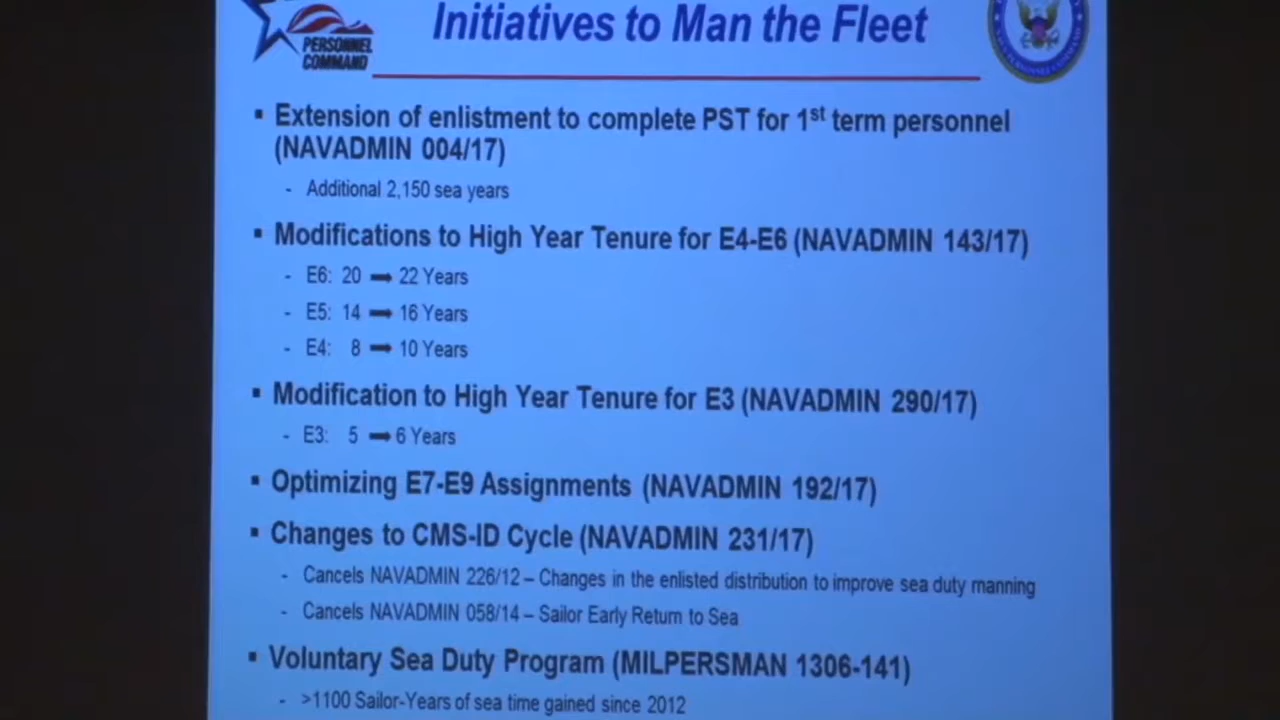 Initiatives to Man the Fleet
PERSONNEL
COMMAND
▪ Extension of enlistment to complete PST for 1st term personnel
(NAVADMIN 004/17)
- Additional 2,150 sea years
▪ Modifications to High Year Tenure for E4-E6 (NAVADMIN 143/17)
- E6: 20 ➡ 22 Years
- E5: 14 ➡ 16 Years
- E4: 8 ➡ 10 Years
▪ Modification to High Year Tenure for E3 (NAVADMIN 290/17)
- E3: 5 ➡ 6 Years
▪ Optimizing E7-E9 Assignments (NAVADMIN 192/17)
▪ Changes to CMS-ID Cycle (NAVADMIN 231/17)
- Cancels NAVADMIN 226/12 – Changes in the enlisted distribution to improve sea duty manning
- Cancels NAVADMIN 058/14 – Sailor Early Return to Sea
▪ Voluntary Sea Duty Program (MILPERSMAN 1306-141)
- >1100 Sailor-Years of sea time gained since 2012